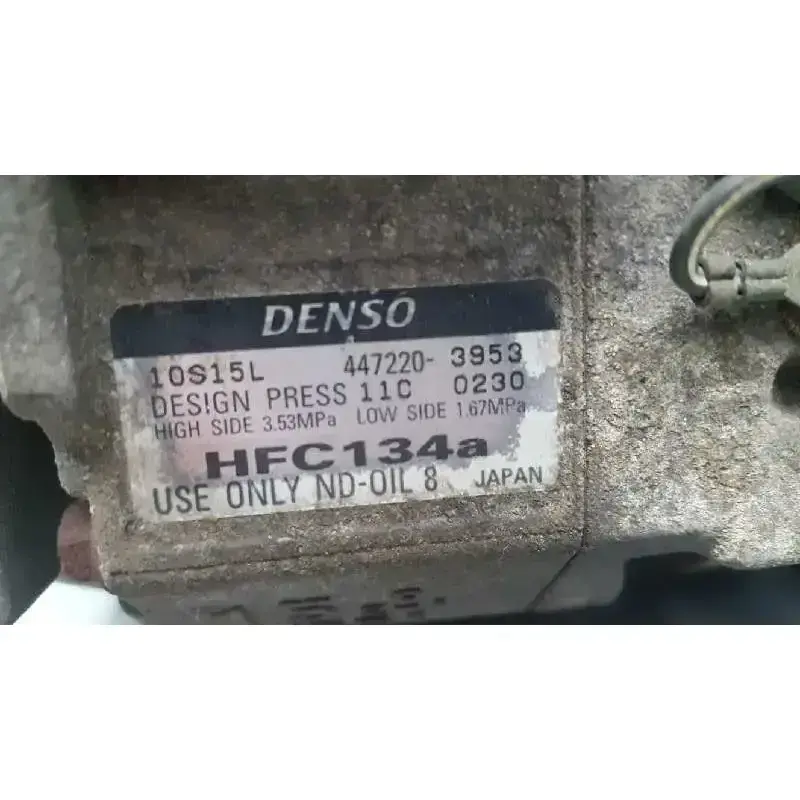 DENSO
10S15L 447220- 3953
DESIGN PRESS 11C 0230
HIGH SIDE 3.53MPa LOW SIDE 1.67MPa
HFC134a
USE ONLY ND-OIL 8 JAPAN